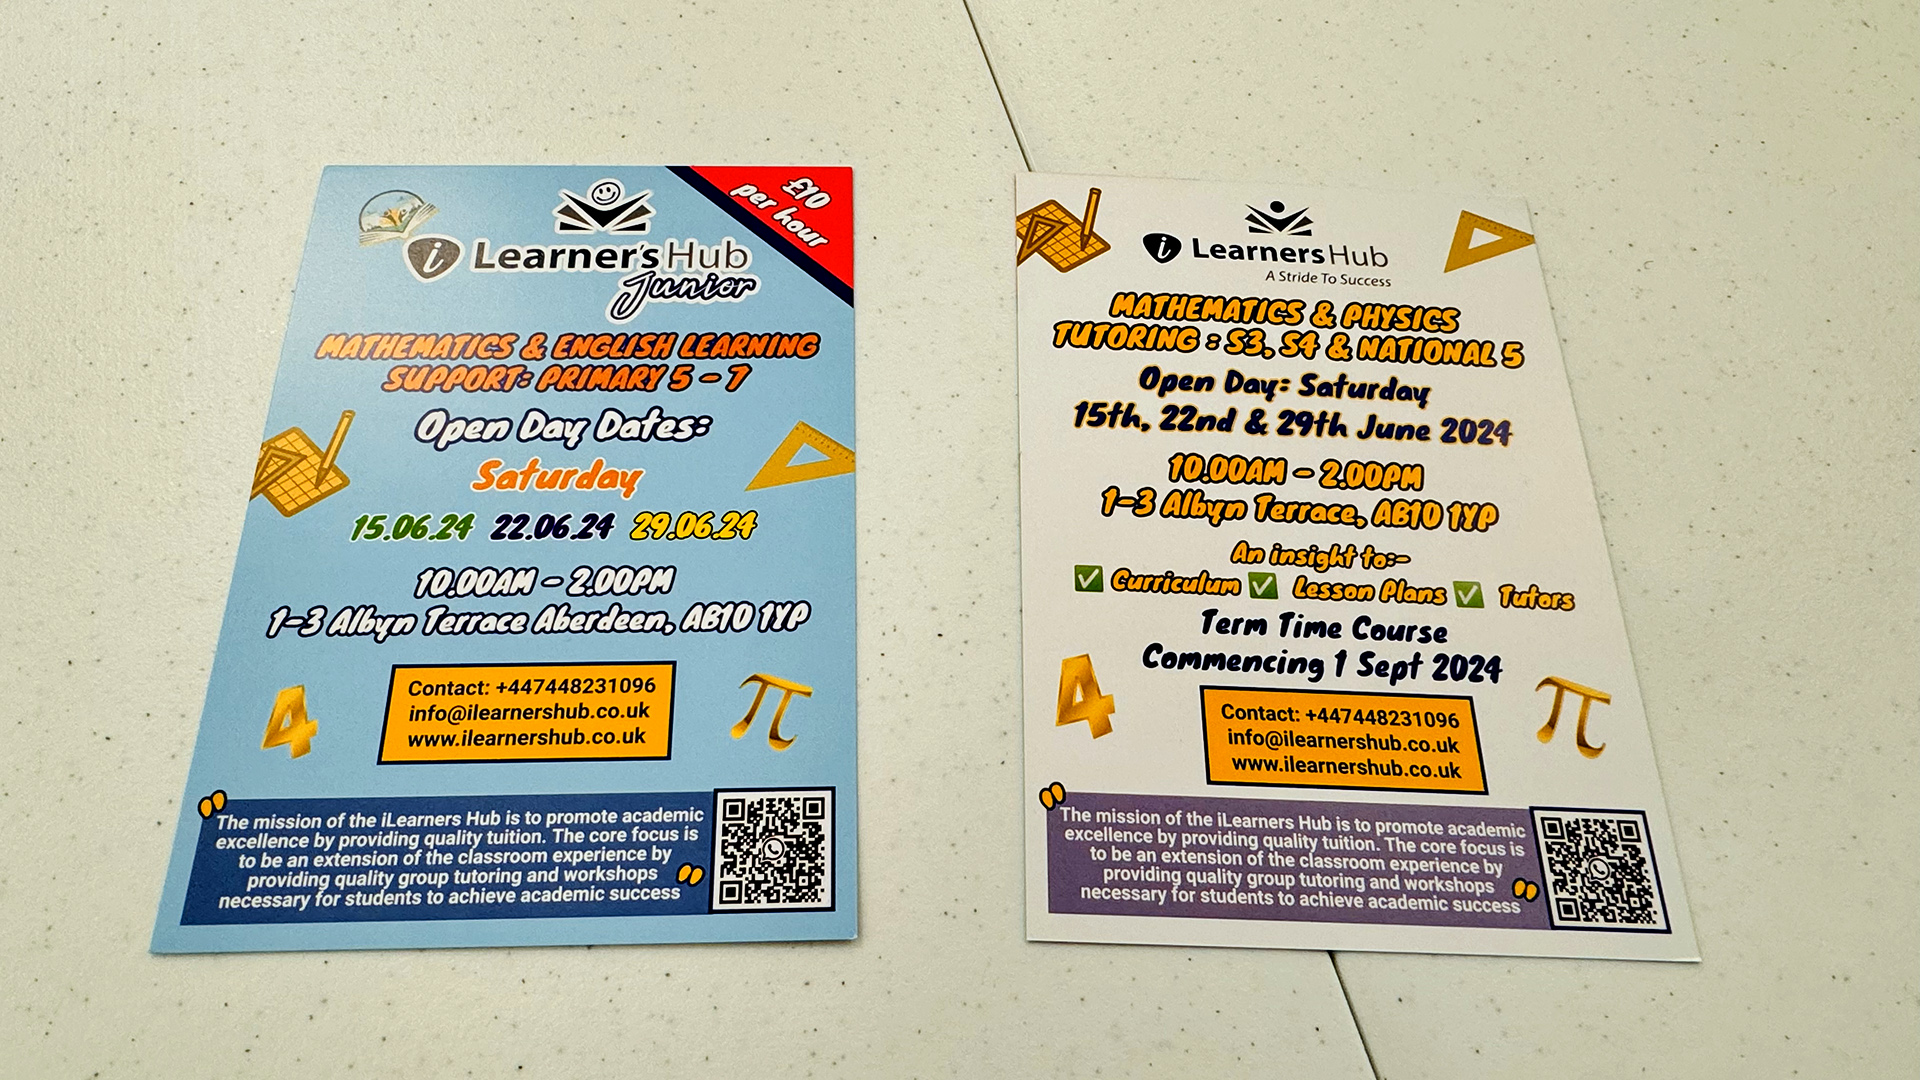 £10
per hour
i Learner's Hub
Junior
MATHEMATICS & ENGLISH LEARNING
SUPPORT: PRIMARY 5 - 7
Open Day Dates:
Saturday
15.06.24 22.06.24 29.06.24
10.00AM - 2.00PM
1-3 Albyn Terrace Aberdeen, AB10 1YP
4
π
Contact: +447448231096
info@ilearnershub.co.uk
www.ilearnershub.co.uk
The mission of the iLearners Hub is to promote academic
excellence by providing quality tuition. The core focus is
to be an extension of the classroom experience by
providing quality group tutoring and workshops
necessary for students to achieve academic success
i LearnersHub
A Stride To Success
MATHEMATICS & PHYSICS
TUTORING : S3, S4 & NATIONAL 5
Open Day: Saturday
15th, 22nd & 29th June 2024
10.00AM - 2.00PM
1-3 Albyn Terrace, AB10 1YP
An insight to:-
✅ Curriculum ✅ Lesson Plans ✅ Tutors
Term Time Course
Commencing 1 Sept 2024
4
π
Contact: +447448231096
info@ilearnershub.co.uk
www.ilearnershub.co.uk
The mission of the iLearners Hub is to promote academic
excellence by providing quality tuition. The core focus is
to be an extension of the classroom experience by
providing quality group tutoring and workshops
necessary for students to achieve academic success